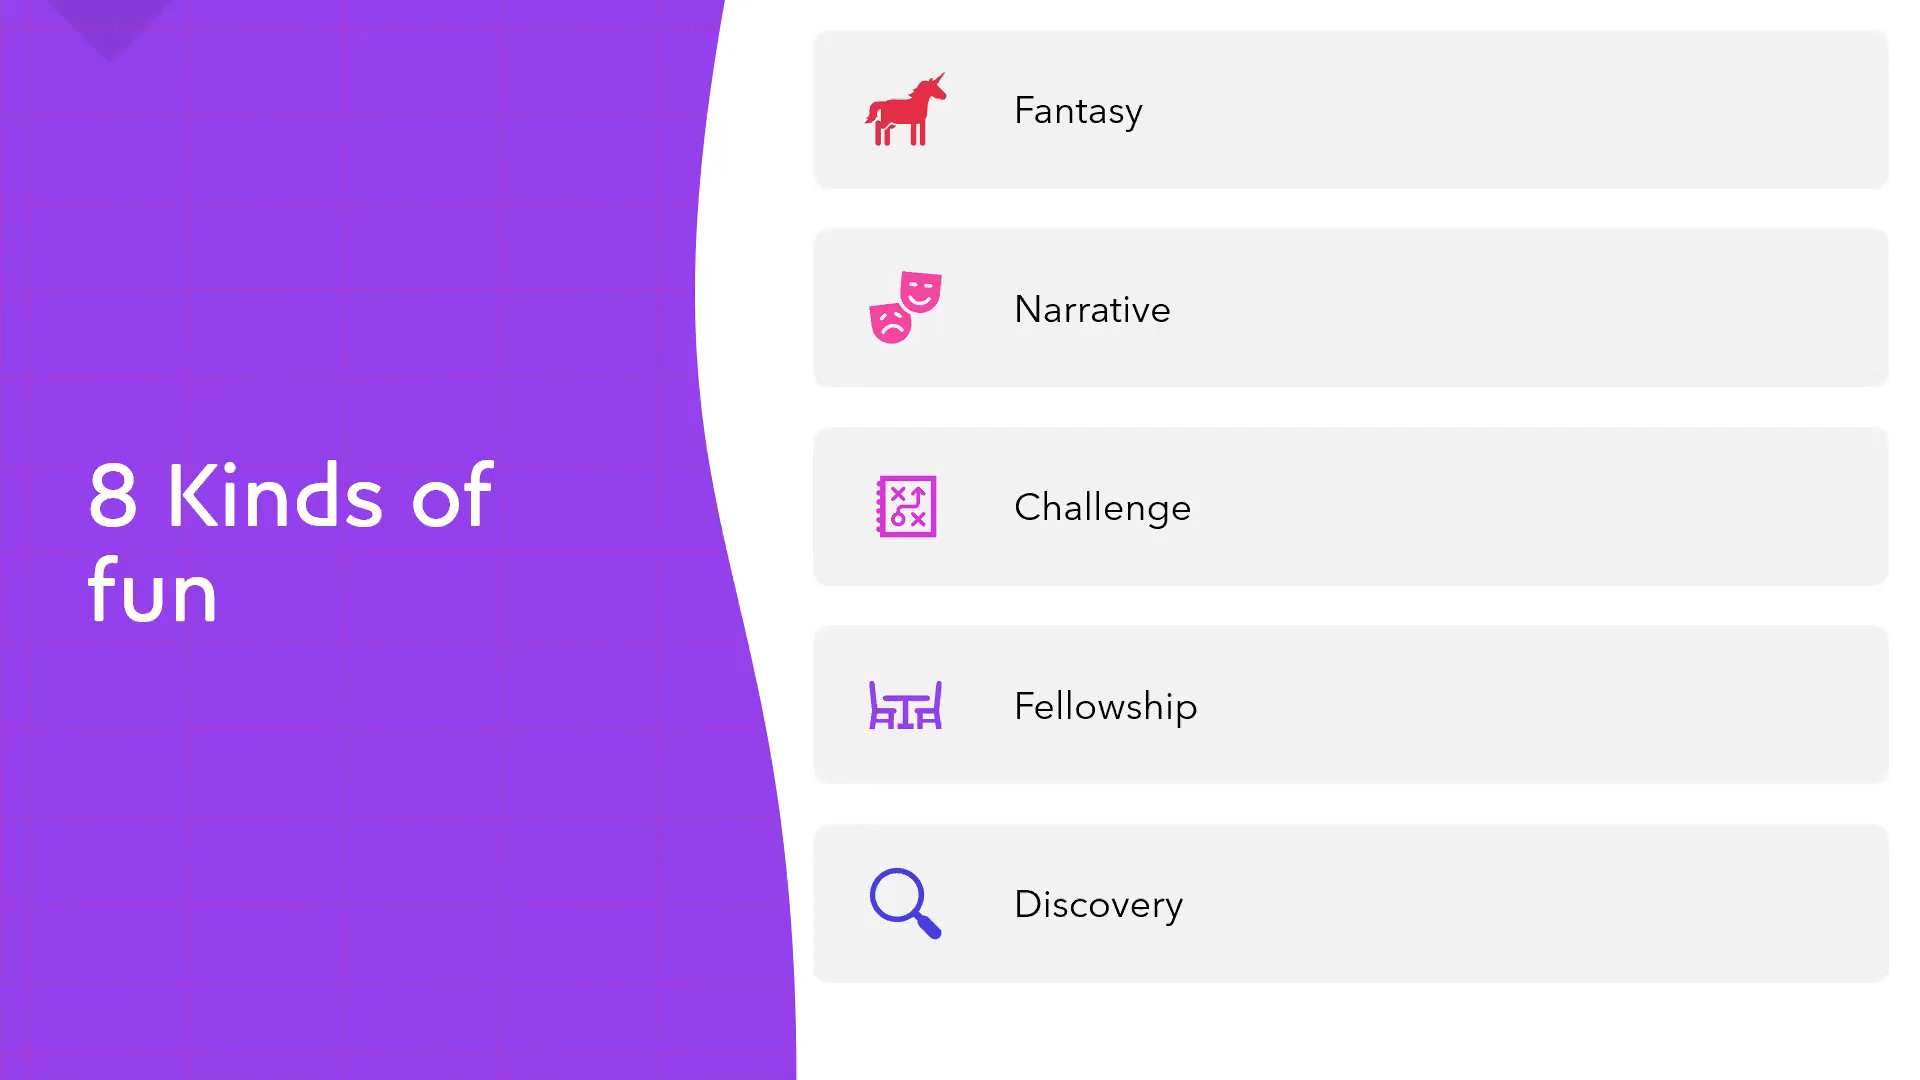 8 Kinds of
fun
Fantasy
Narrative
Challenge
Fellowship
Discovery